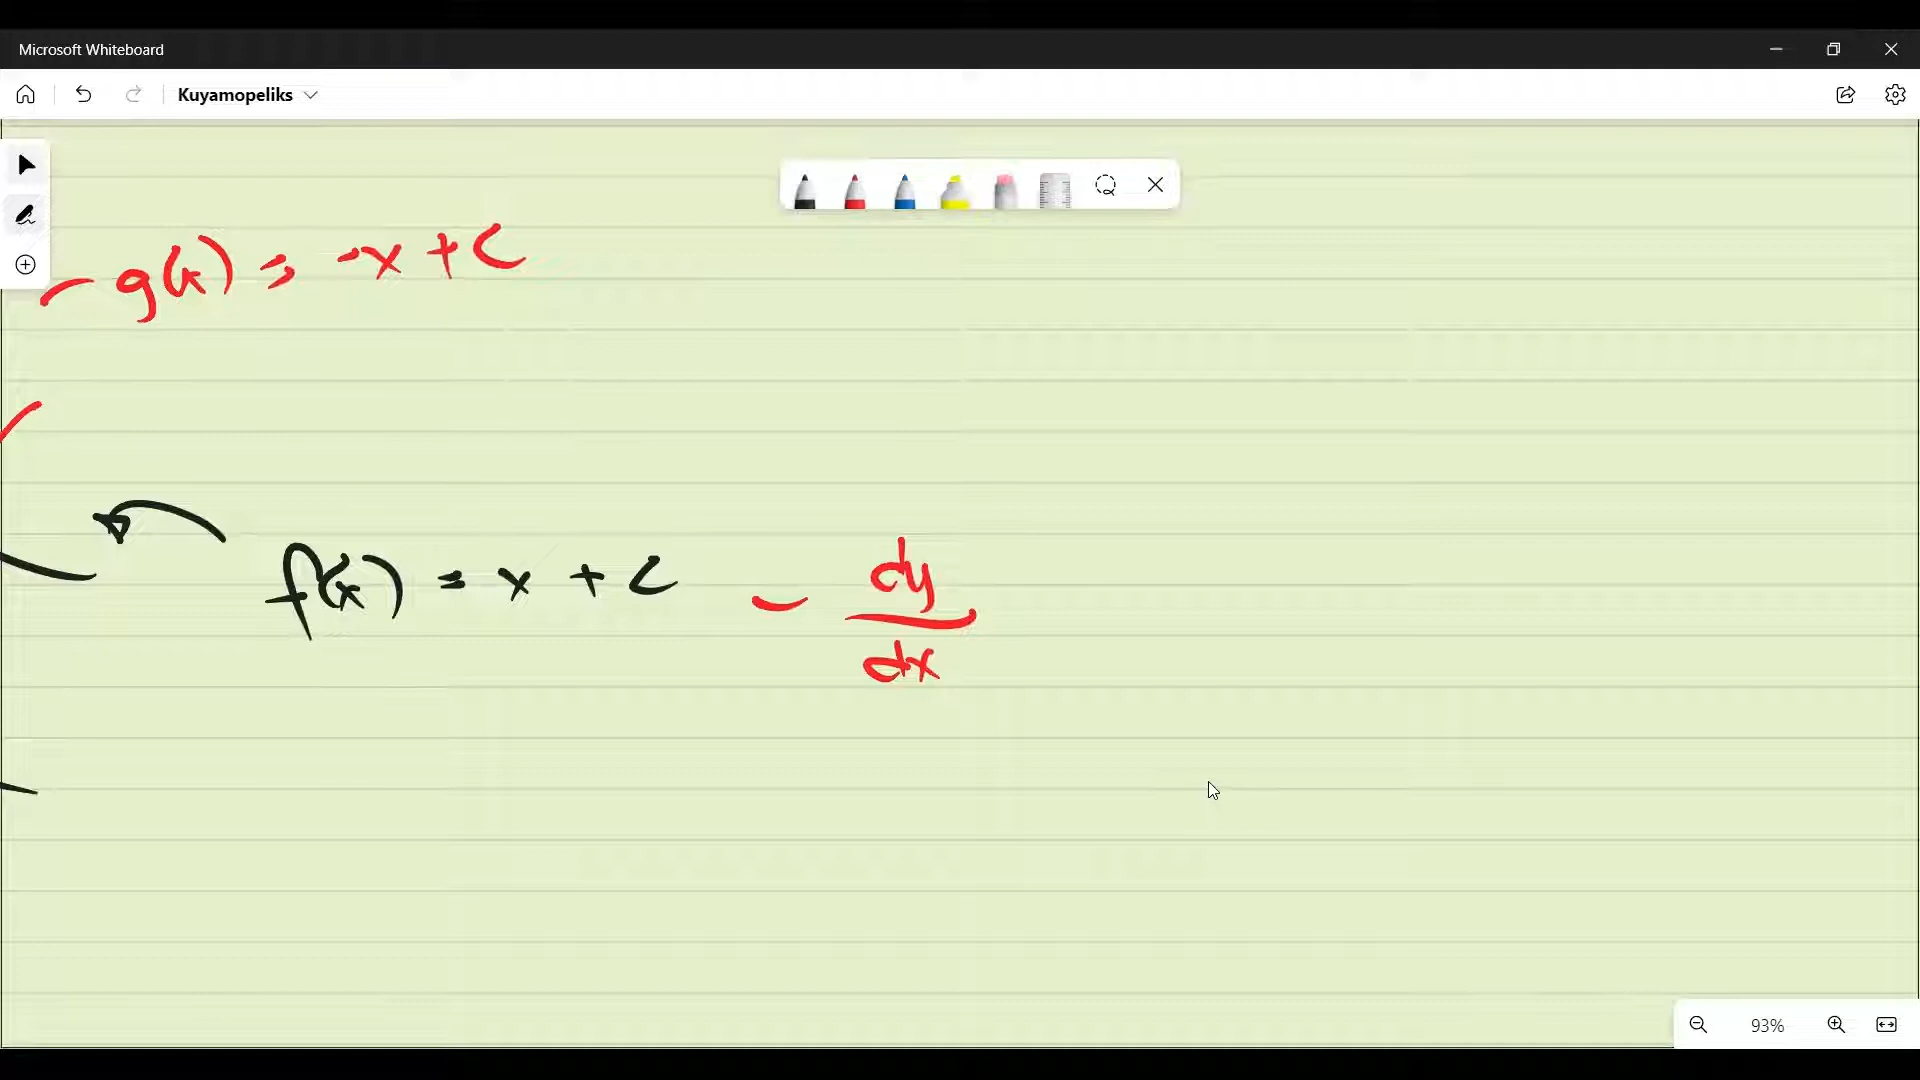 Microsoft Whiteboard
Kuyamopeliks
- g(x) = -x + c
f(x) = x + c - dy
dx
93%